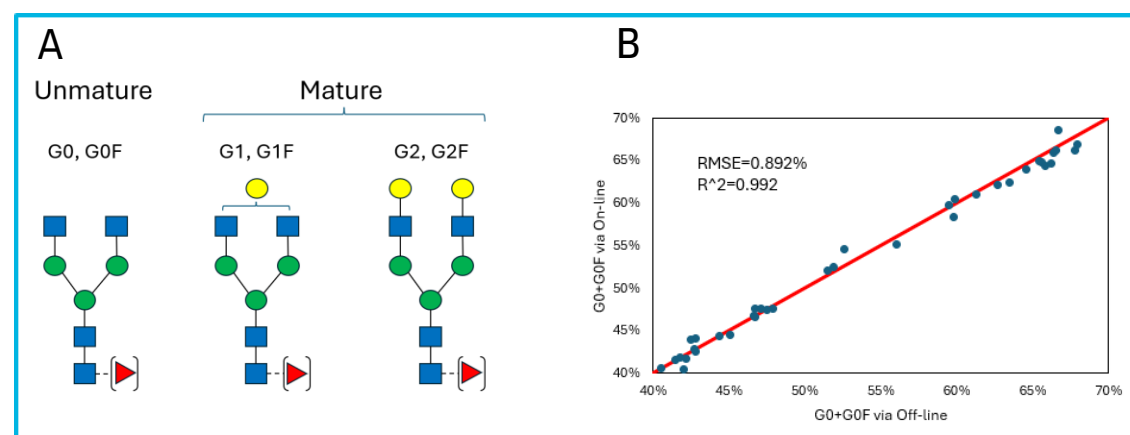 A
Unmature
Mature
G0, G0F
G1, G1F
G2, G2F
B
70%
65%
60%
55%
50%
45%
40%
G0+G0F via On-line
RMSE=0.892%
R^2=0.992
40%
45%
50%
55%
60%
65%
70%
G0+G0F via Off-line